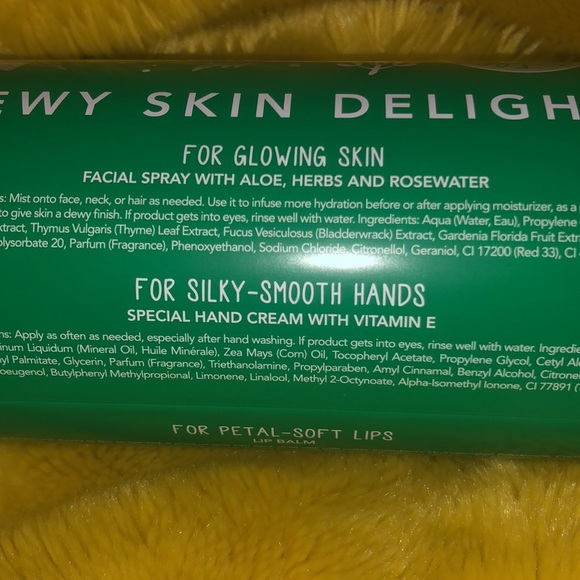 EWY SKIN DELIGH
FOR GLOWING SKIN
FACIAL SPRAY WITH ALOE, HERBS AND ROSEWATER
s: Mist onto face, neck, or hair as needed. Use it to infuse more hydration before or after applying moisturizer, as a
to give skin a dewy finish. If product gets into eyes, rinse well with water. Ingredients: Aqua (Water, Eau), Propylene
xtract, Thymus Vulgaris (Thyme) Leaf Extract, Fucus Vesiculosus (Bladderwrack) Extract, Gardenia Florida Fruit Extr
olysorbate 20, Parfum (Fragrance), Phenoxyethanol, Sodium Chloride, Citronellol, Geraniol, CI 17200 (Red 33), CI
FOR SILKY-SMOOTH HANDS
SPECIAL HAND CREAM WITH VITAMIN E
ns: Apply as often as needed, especially after hand washing. If product gets into eyes, rinse well with water. Ingredie
inum Liquidum (Mineral Oil, Huile Minérale), Zea Mays (Corn) Oil, Tocopheryl Acetate, Propylene Glycol, Cetyl Al
yl Palmitate, Glycerin, Parfum (Fragrance), Triethanolamine, Propylparaben, Amyl Cinnamal, Benzyl Alcohol, Citrone
oeugenol, Butylphenyl Methylpropional, Limonene, Linalool, Methyl 2-Octynoate, Alpha-Isomethyl Ionone, CI 77891 (
FOR PETAL-SOFT LIPS
LIP BALM